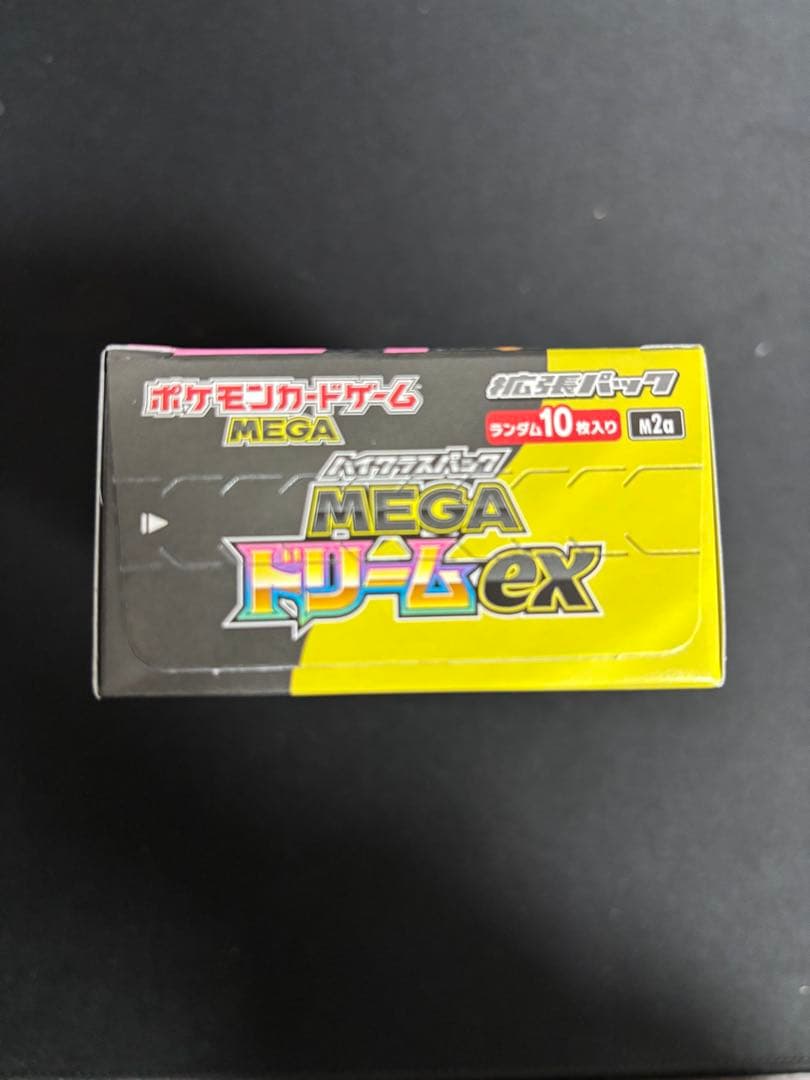 ポケモンカードゲーム
MEGA
拡張パック
ランダム10枚入り
M2a
ハイクラスパック
MEGA
ドリームex